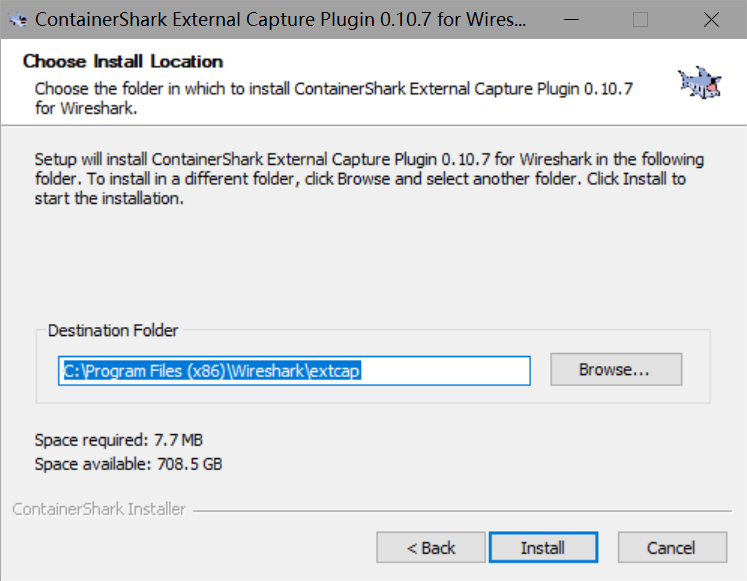 ContainerShark External Capture Plugin 0.10.7 for Wires...
Choose Install Location
Choose the folder in which to install ContainerShark External Capture Plugin 0.10.7
for Wireshark.
Setup will install ContainerShark External Capture Plugin 0.10.7 for Wireshark in the following
folder. To install in a different folder, click Browse and select another folder. Click Install to
start the installation.
Destination Folder
C:\Program Files (x86)\Wireshark\extcap
Browse...
Space required: 7.7 MB
Space available: 708.5 GB
ContainerShark Installer
< Back
Install
Cancel